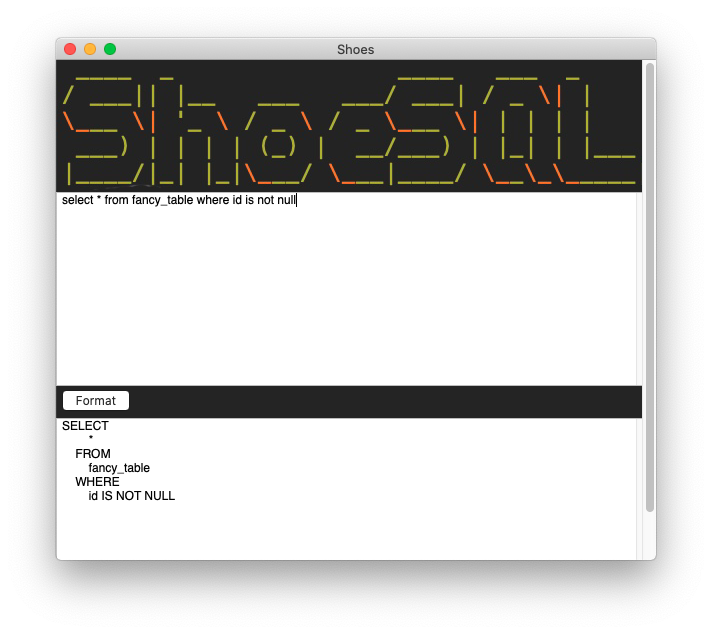 Shoes
ShoeSQL
select * from fancy_table where id is not null
Format
SELECT
*
FROM
fancy_table
WHERE
id IS NOT NULL